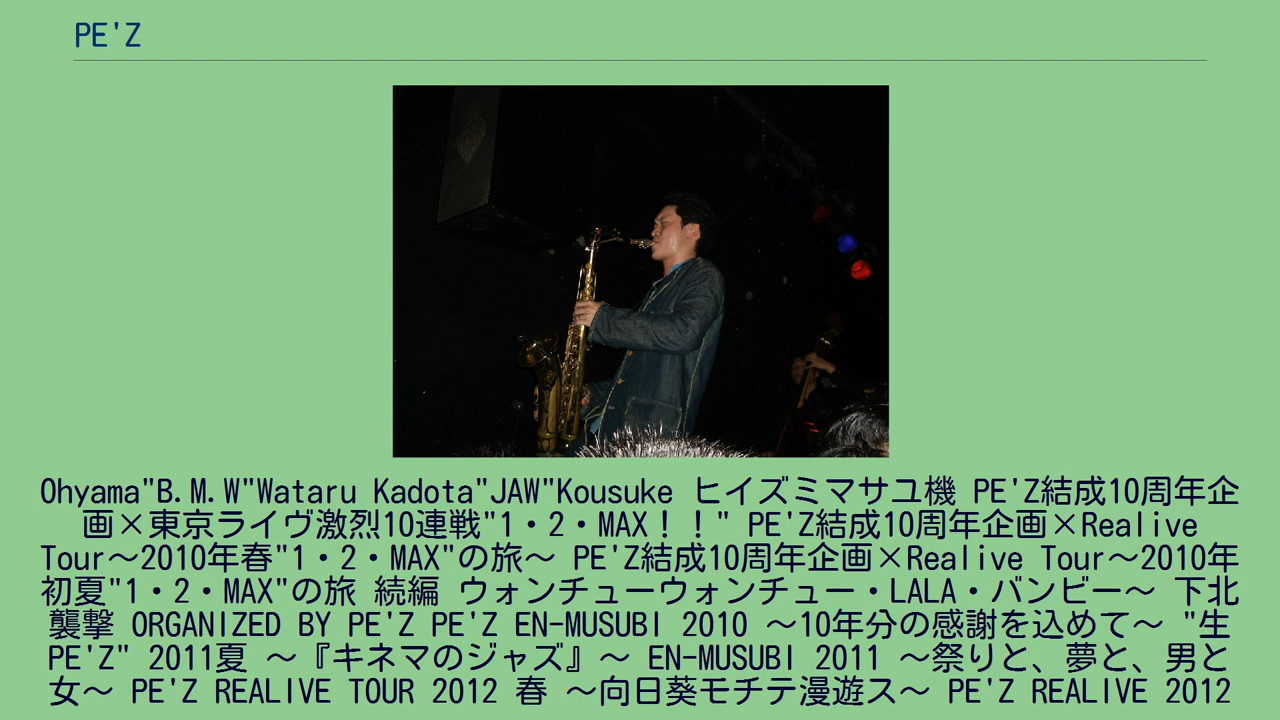 PE'Z
Ohyama"B.M.W"Wataru Kadota"JAW"Kousuke ヒイズミマサユ機 PE'Z結成10周年企
画×東京ライヴ激烈10連戦"1・2・MAX！！" PE'Z結成10周年企画×Realive
Tour～2010年春"1・2・MAX"の旅～ PE'Z結成10周年企画×Realive Tour～2010年
初夏"1・2・MAX"の旅 続編 ウォンチューウォンチュー・LALA・バンビー～ 下北
襲撃 ORGANIZED BY PE'Z PE'Z EN-MUSUBI 2010 ～10年分の感謝を込めて～ "生
PE'Z" 2011夏 ～『キネマのジャズ』～ EN-MUSUBI 2011 ～祭りと、夢と、男と
女～ PE'Z REALIVE TOUR 2012 春 ～向日葵モチテ漫遊ス～ PE'Z REALIVE 2012